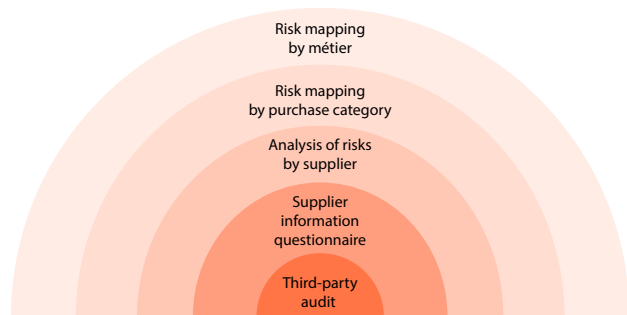 Risk mapping
by métier
Risk mapping
by purchase category
Analysis of risks
by supplier
Supplier
information
questionnaire
Third-party
audit